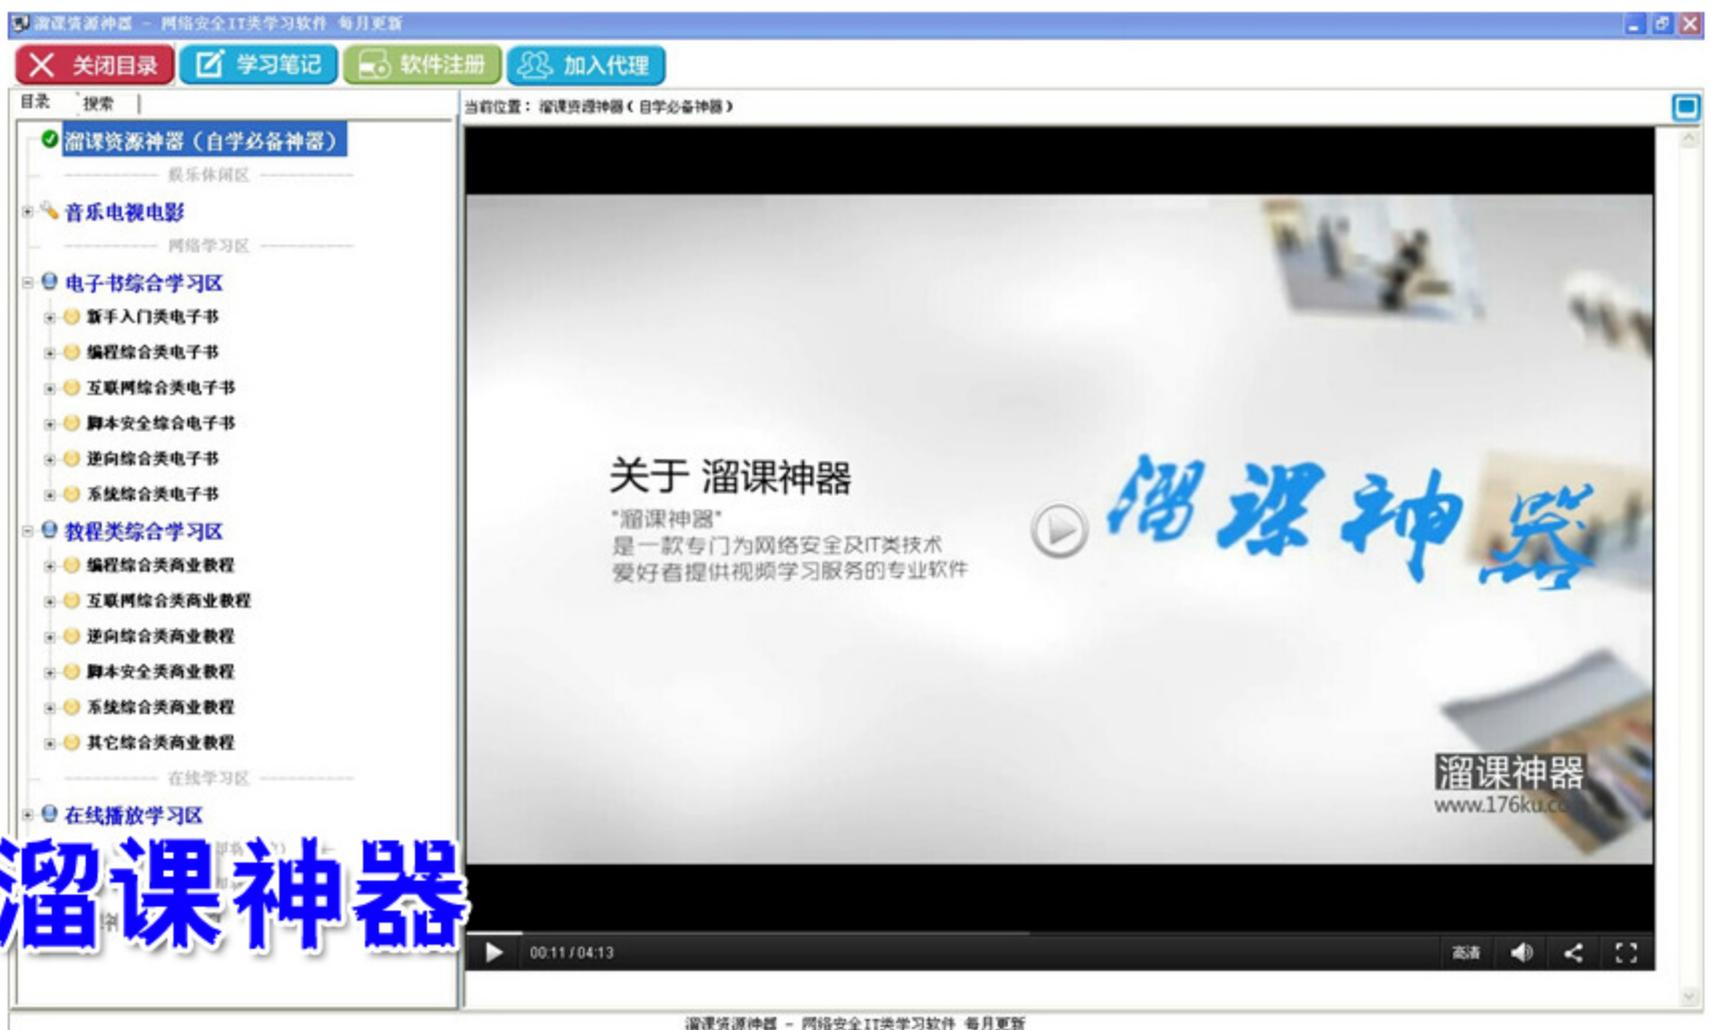 溜课资源神器 - 网络安全IT类学习软件 每月更新
关闭目录 学习笔记 软件注册 加入代理
目录 搜索
当前位置：溜课资源神器（自学必备神器）
溜课资源神器（自学必备神器）
娱乐休闲区
音乐电视电影
网络学习区
电子书综合学习区
新手入门类电子书
编程综合类电子书
互联网综合类电子书
脚本安全综合电子书
逆向综合类电子书
系统综合类电子书
教程类综合学习区
编程综合类商业教程
互联网综合类商业教程
逆向综合类商业教程
脚本安全类商业教程
系统综合类商业教程
其它综合类商业教程
在线学习区
在线播放学习区
溜课神器
关于 溜课神器
"溜课神器"
是一款专门为网络安全及IT类技术
爱好者提供视频学习服务的专业软件
溜课神器
溜课神器
www.176ku.c
00:11 / 04:13
高清
溜课资源神器 - 网络安全IT类学习软件 每月更新